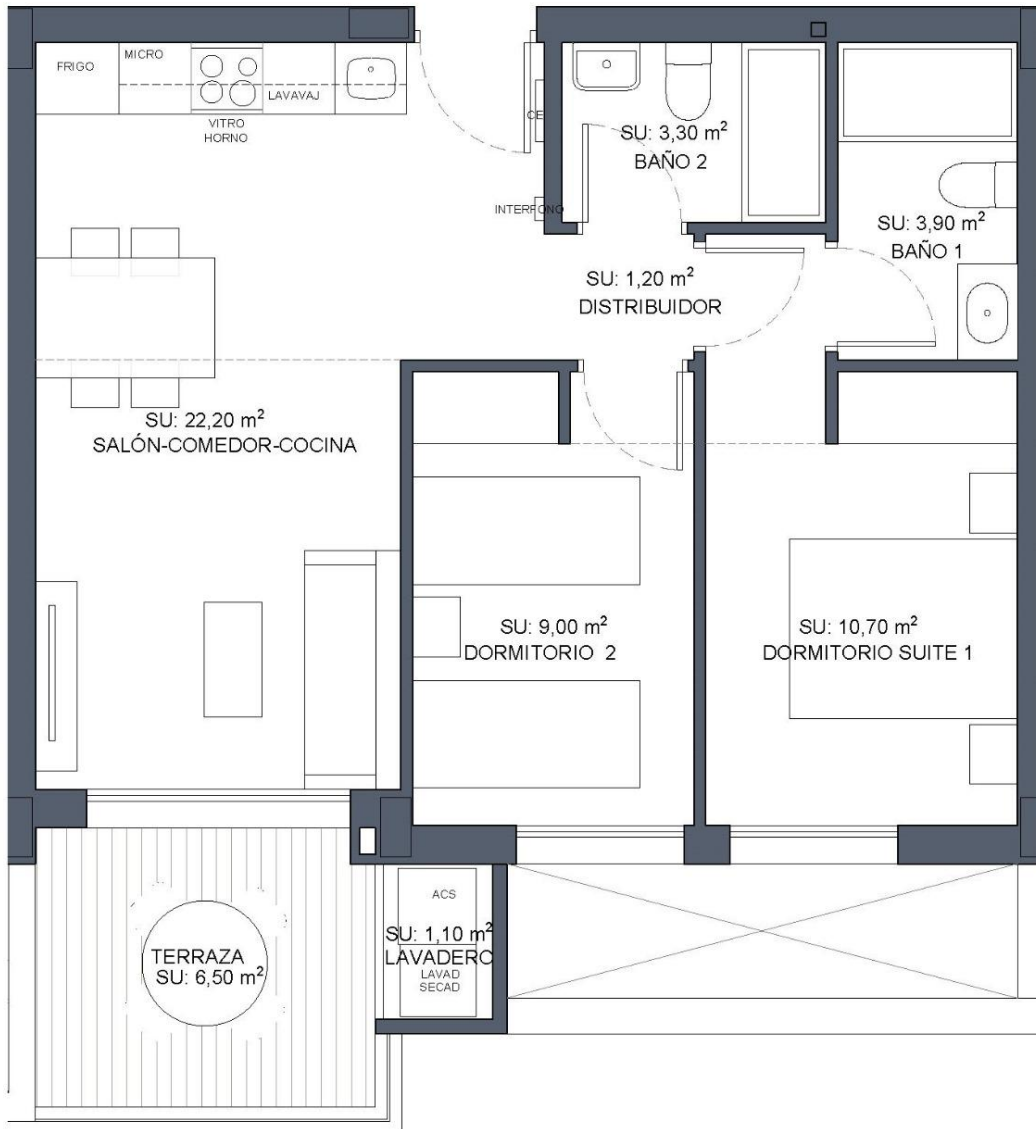 FRIGO
MICRO
LAVAVAJ
VITRO
HORNO
INTERFONO
SU: 3,30 m²
BAÑO 2
SU: 3,90 m²
BAÑO 1
SU: 1,20 m²
DISTRIBUIDOR
SU: 22,20 m²
SALÓN-COMEDOR-COCINA
SU: 9,00 m²
DORMITORIO 2
SU: 10,70 m²
DORMITORIO SUITE 1
TERRAZA
SU: 6,50 m²
ACS
SU: 1,10 m²
LAVADERO
LAVAD
SECAD